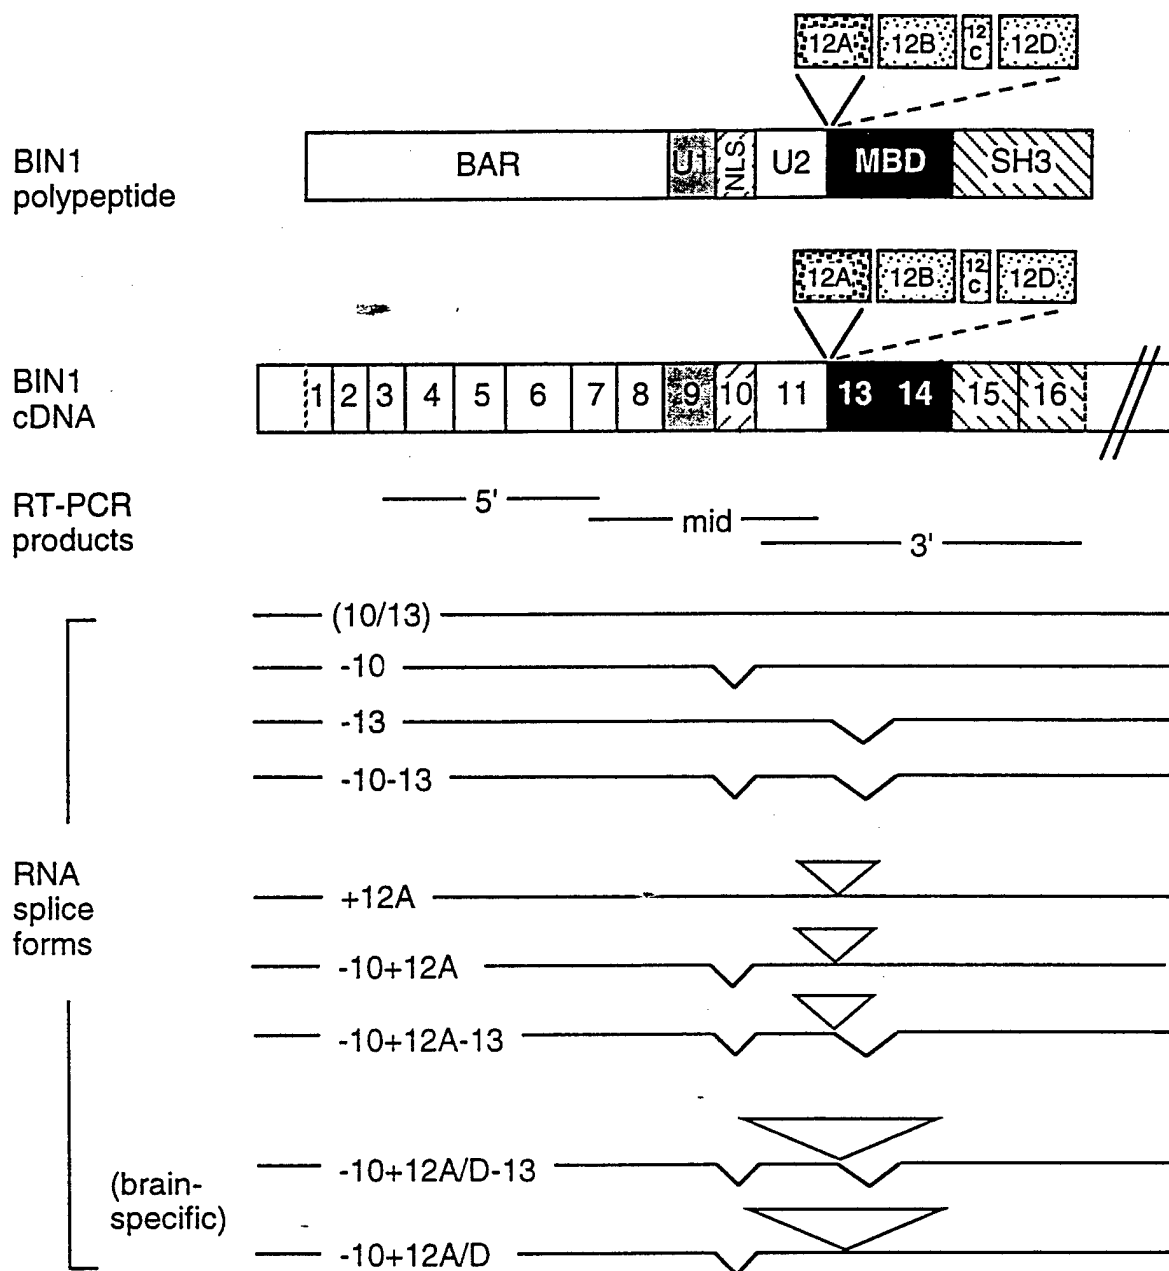 12A 12B 12C 12D
BIN1 polypeptide
BAR U1 NLS U2 MBD SH3
12A 12B 12C 12D
BIN1 cDNA
1 2 3 4 5 6 7 8 9 10 11 13 14 15 16
RT-PCR products
5'
mid
3'
(10/13)
-10
-13
-10-13
RNA splice forms
+12A
-10+12A
-10+12A-13
(brain-specific)
-10+12A/D-13
-10+12A/D